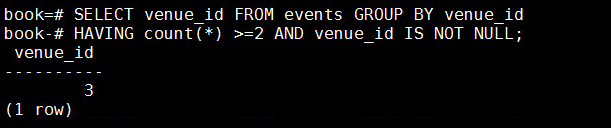 book=# SELECT venue_id FROM events GROUP BY venue_id
book-# HAVING count(*) >=2 AND venue_id IS NOT NULL;
 venue_id
----------
        3
(1 row)